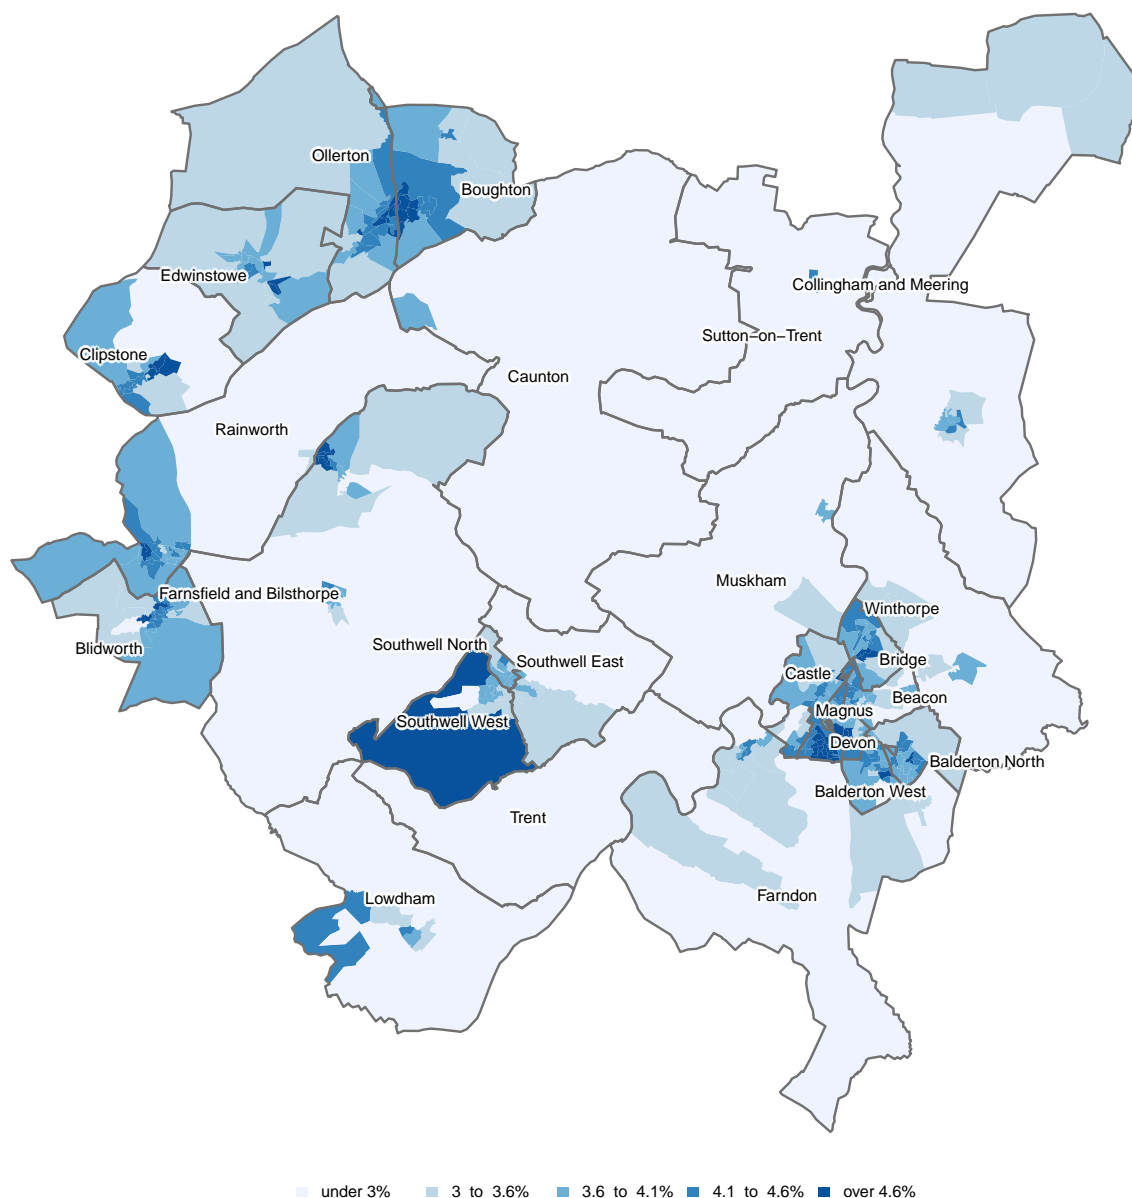 Ollerton
Boughton
Edwinstowe
Collingham and Meering
Sutton−on−Trent
Clipstone
Caunton
Rainworth
Muskham
Farnsfield and Bilsthorpe
Winthorpe
Southwell North
Blidworth
Southwell East
Bridge
Castle
Beacon
Magnus
Southwell West
Devon
Balderton North
Balderton West
Trent
Farndon
Lowdham
under 3% 3 to 3.6% 3.6 to 4.1% 4.1 to 4.6% over 4.6%